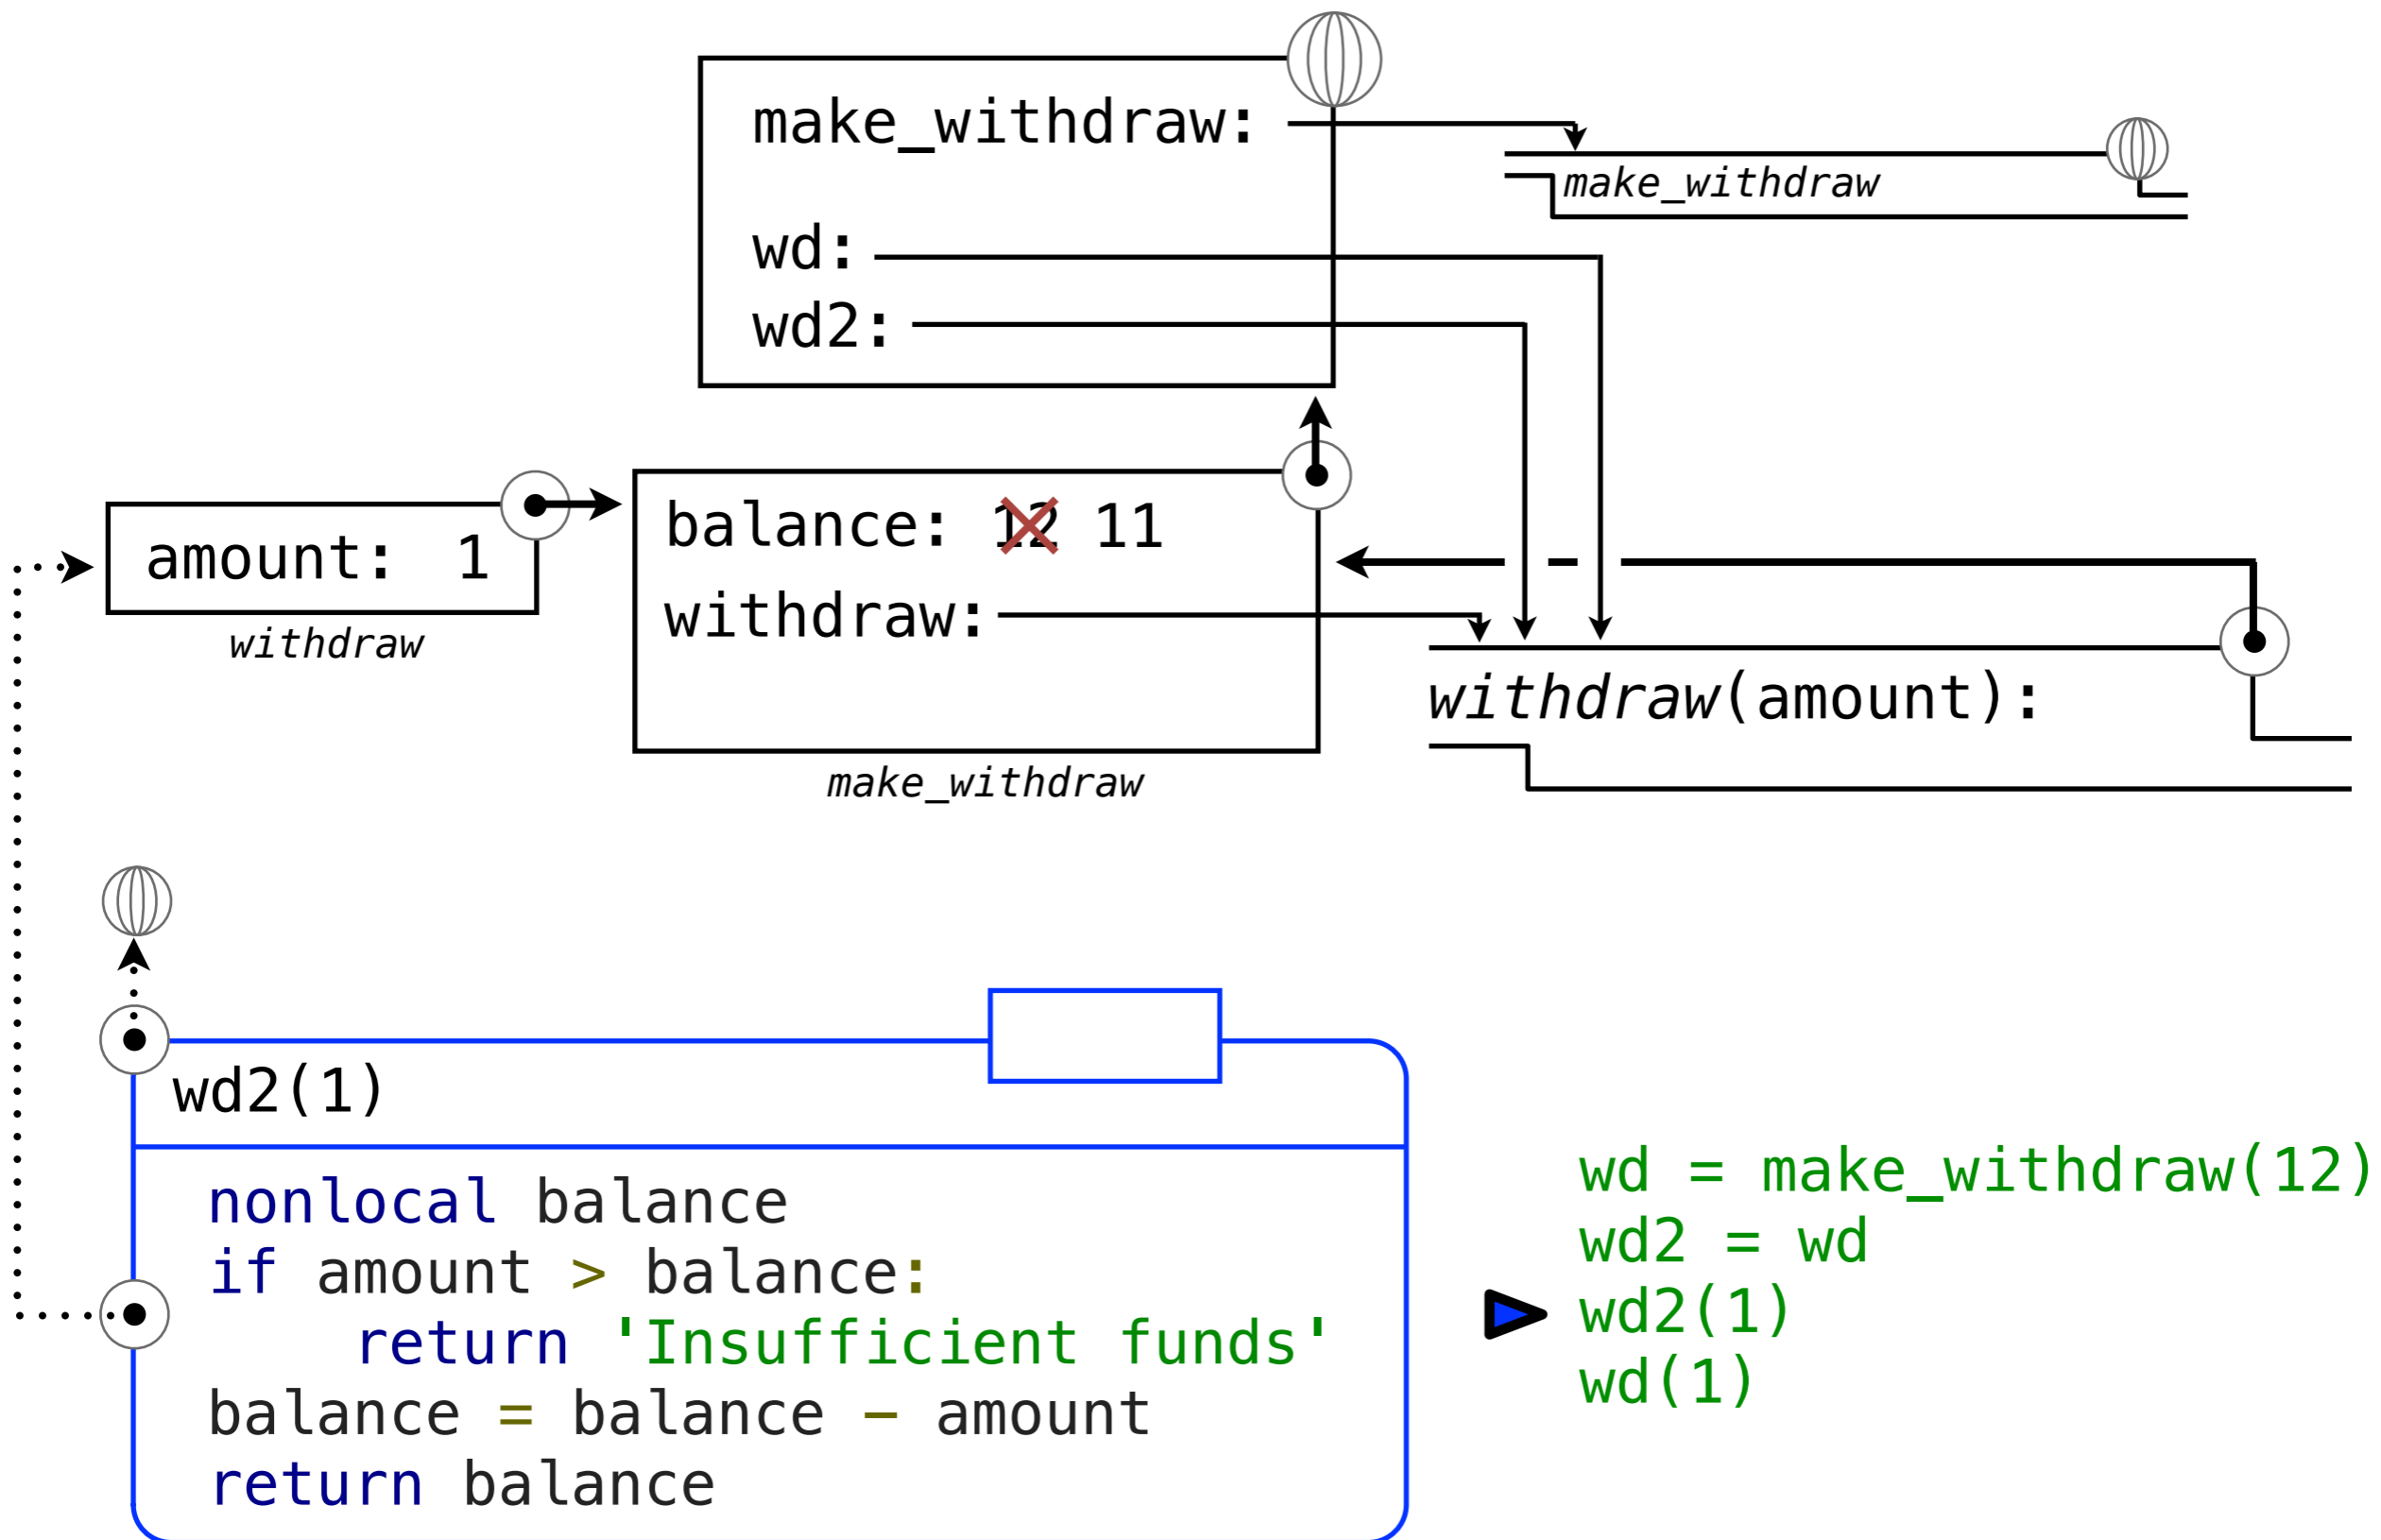 make_withdraw:
make_withdraw
wd:
wd2:
balance: 12 11
amount: 1
withdraw:
withdraw
withdraw(amount):
make_withdraw
wd2(1)
nonlocal balance
if amount > balance:
return 'Insufficient funds'
balance = balance – amount
return balance
wd = make_withdraw(12)
wd2 = wd
wd2(1)
wd(1)